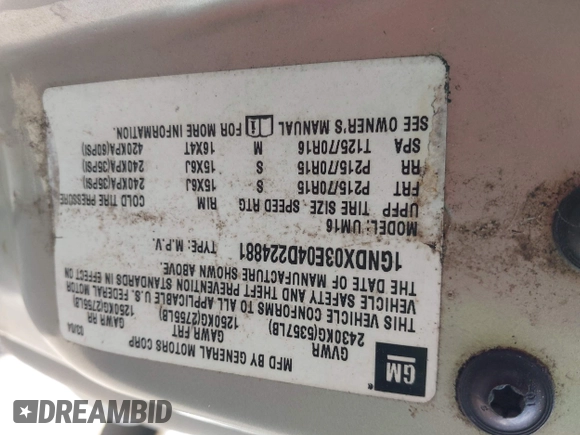 GM
MFD BY GENERAL MOTORS CORP
03/04
GVWR GAWR FRT GAWR RR
2430KG(5357LB) 1250KG(2755LB) 1250KG(2755LB)
THIS VEHICLE CONFORMS TO ALL APPLICABLE U.S. FEDERAL MOTOR
VEHICLE SAFETY AND THEFT PREVENTION STANDARDS IN EFFECT ON
THE DATE OF MANUFACTURE SHOWN ABOVE.
1GNDX03E04D224881 TYPE: M.P.V.
MODEL: UM16
UPFP TIRE SIZE SPEED RTG RIM COLD TIRE PRESSURE
FRT P215/70R15 S 15X6J 240KPA(35PSI)
RR P215/70R15 S 15X6J 240KPA(35PSI)
SPA T125/70R16 M 16X4T 420KPA(60PSI)
SEE OWNER'S MANUAL FOR MORE INFORMATION.
DREAMBID